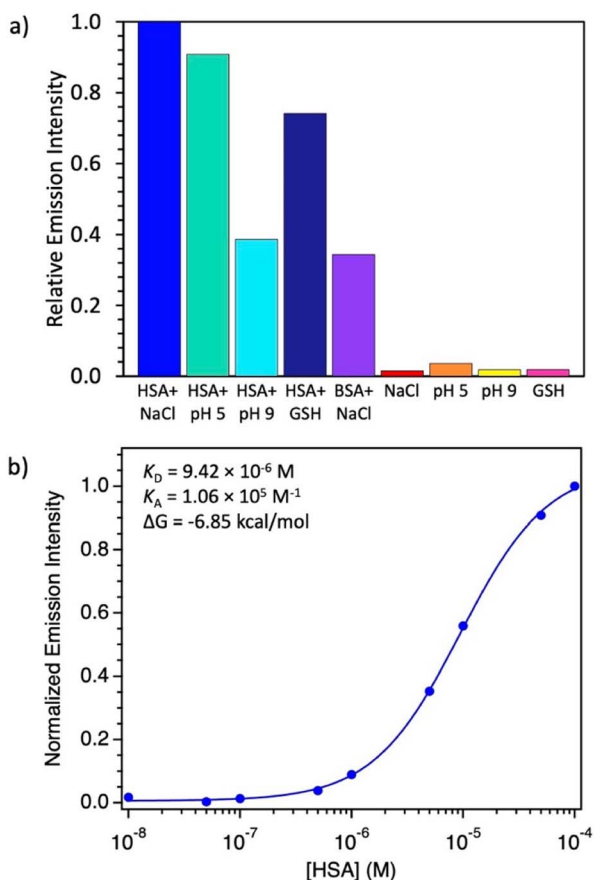 a)
Relative Emission Intensity
1.0
0.8
0.6
0.4
0.2
0.0
HSA+ HSA+ HSA+ HSA+ BSA+ NaCl pH 5 pH 9 GSH
NaCl pH 5 pH 9 GSH NaCl
b)
K_D = 9.42 × 10⁻⁶ M
K_A = 1.06 × 10⁵ M⁻¹
ΔG = -6.85 kcal/mol
Normalized Emission Intensity
1.0
0.8
0.6
0.4
0.2
0.0
10⁻⁸ 10⁻⁷ 10⁻⁶ 10⁻⁵ 10⁻⁴
[HSA] (M)